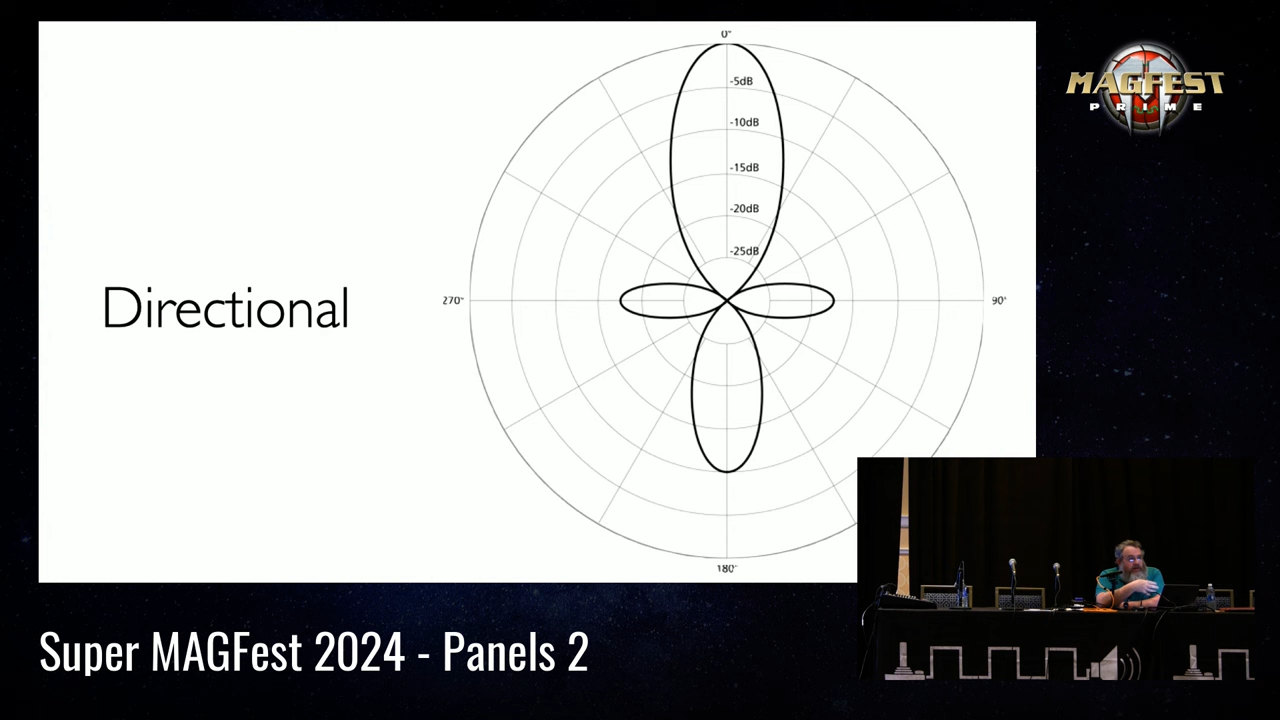 0°
-5dB
-10dB
-15dB
-20dB
-25dB
Directional
270°
90°
180°
MAGFEST
PRIME
Super MAGFest 2024 - Panels 2